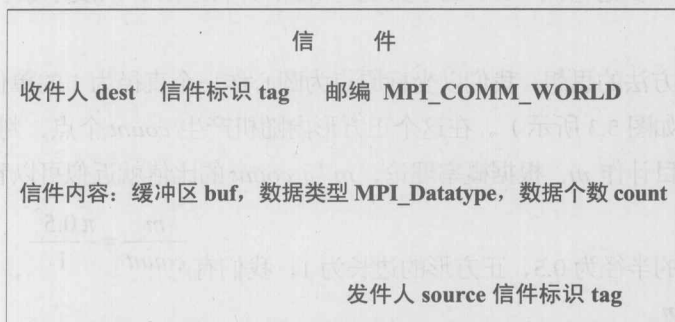 信 件
收件人 dest 信件标识 tag 邮编 MPI_COMM_WORLD
信件内容：缓冲区 buf，数据类型 MPI_Datatype，数据个数 count
发件人 source 信件标识 tag